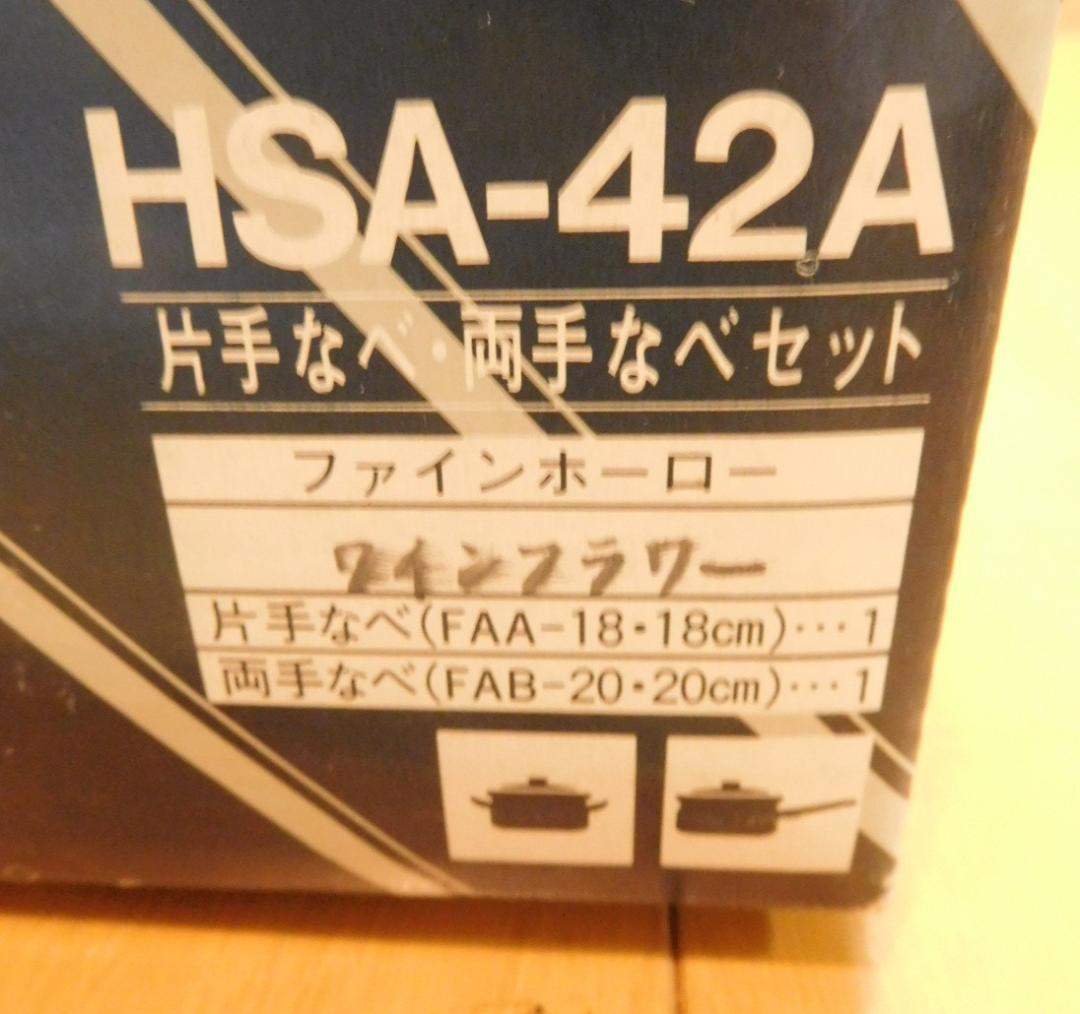 HSA-42A
片手なべ・両手なべセット
ファインホーロー
ワインフラワー
片手なべ(FAA-18・18cm)…1
両手なべ(FAB-20・20cm)…1